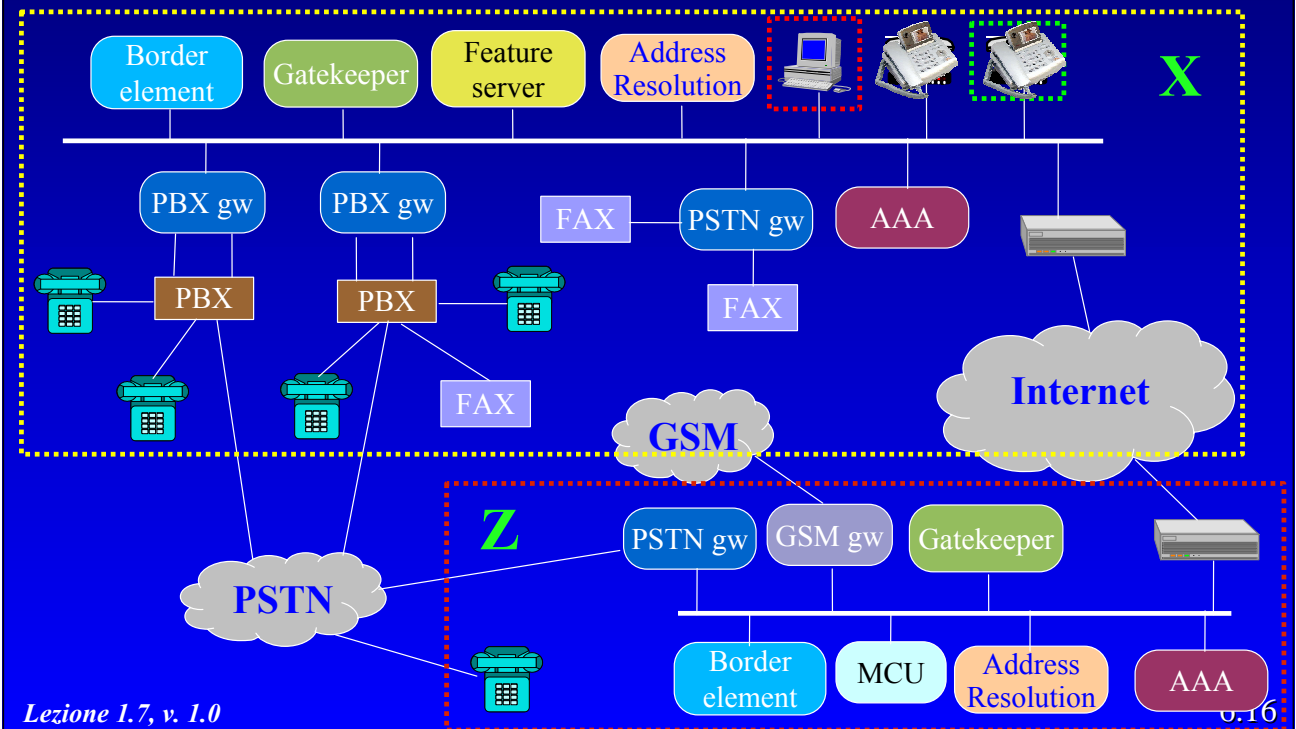 Border
element
Gatekeeper
Feature
server
Address
Resolution
X
PBX gw
PBX gw
FAX
PSTN gw
AAA
PBX
PBX
FAX
FAX
Internet
GSM
Z
PSTN gw
GSM gw
Gatekeeper
PSTN
Border
element
MCU
Address
Resolution
AAA
Lezione 1.7, v. 1.0
6.16